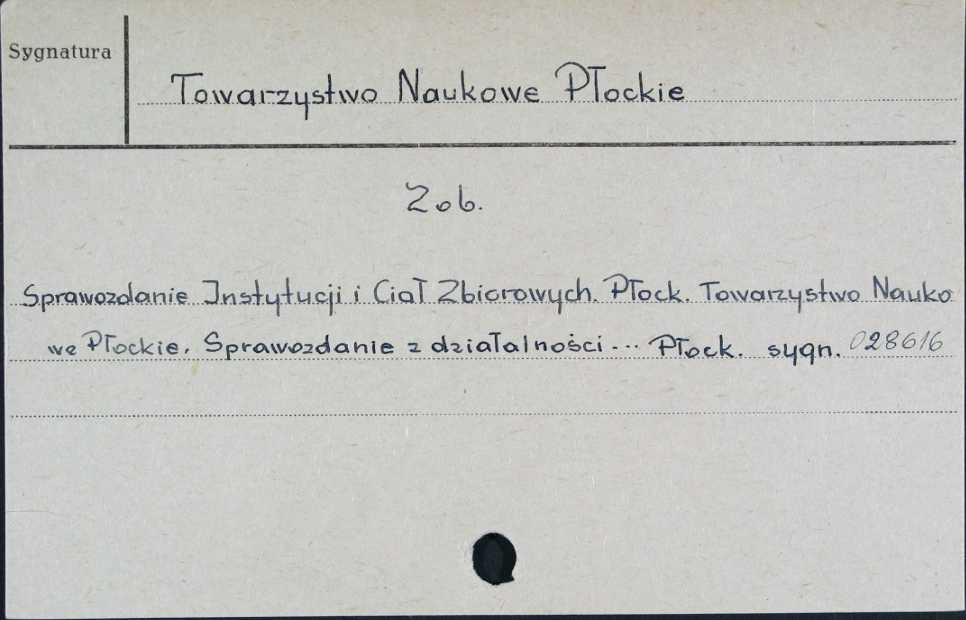 Sygnatura
Towarzystwo Naukowe Płockie
Zob.
Sprawozdanie Instytucji i Ciał Zbiorowych. Płock. Towarzystwo Nauko
we Płockie. Sprawozdanie z działalności... Płock. sygn. 028616